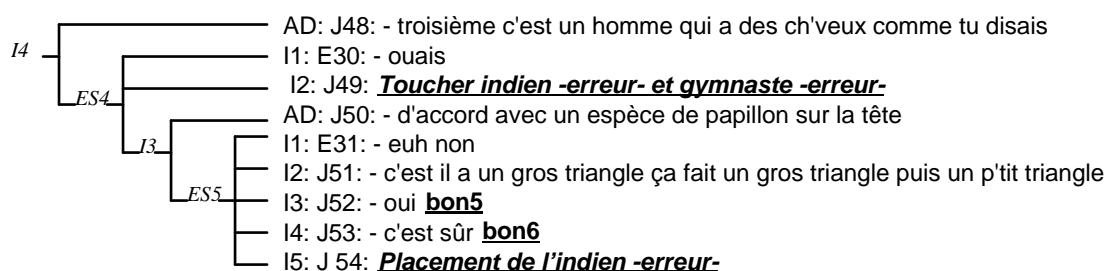 AD: J48: - troisième c'est un homme qui a des ch'veux comme tu disais
I4
I1: E30: - ouais
I2: J49: Toucher indien -erreur- et gymnaste -erreur-
ES4
AD: J50: - d'accord avec un espèce de papillon sur la tête
I1: E31: - euh non
I3
I2: J51: - c'est il a un gros triangle ça fait un gros triangle puis un p'tit triangle
ES5
I3: J52: - oui bon5
I4: J53: - c'est sûr bon6
I5: J 54: Placement de l'indien -erreur-